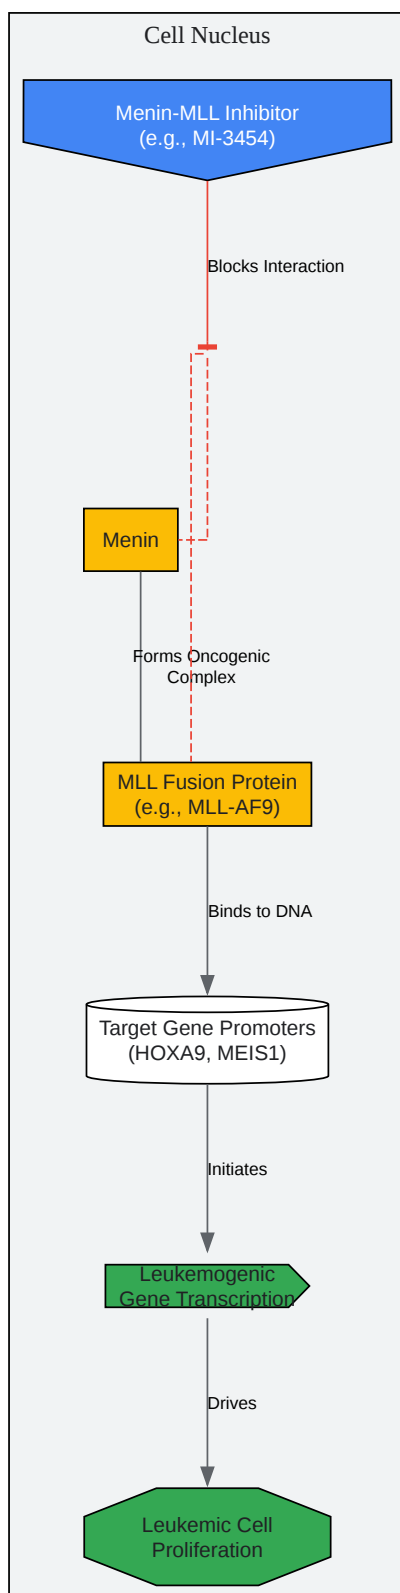 Cell Nucleus
Menin-MLL Inhibitor
(e.g., MI-3454)
Blocks Interaction
Menin
Forms Oncogenic
Complex
MLL Fusion Protein
(e.g., MLL-AF9)
Binds to DNA
Target Gene Promoters
(HOXA9, MEIS1)
Initiates
Leukemogenic
Gene Transcription
Drives
Leukemic Cell
Proliferation